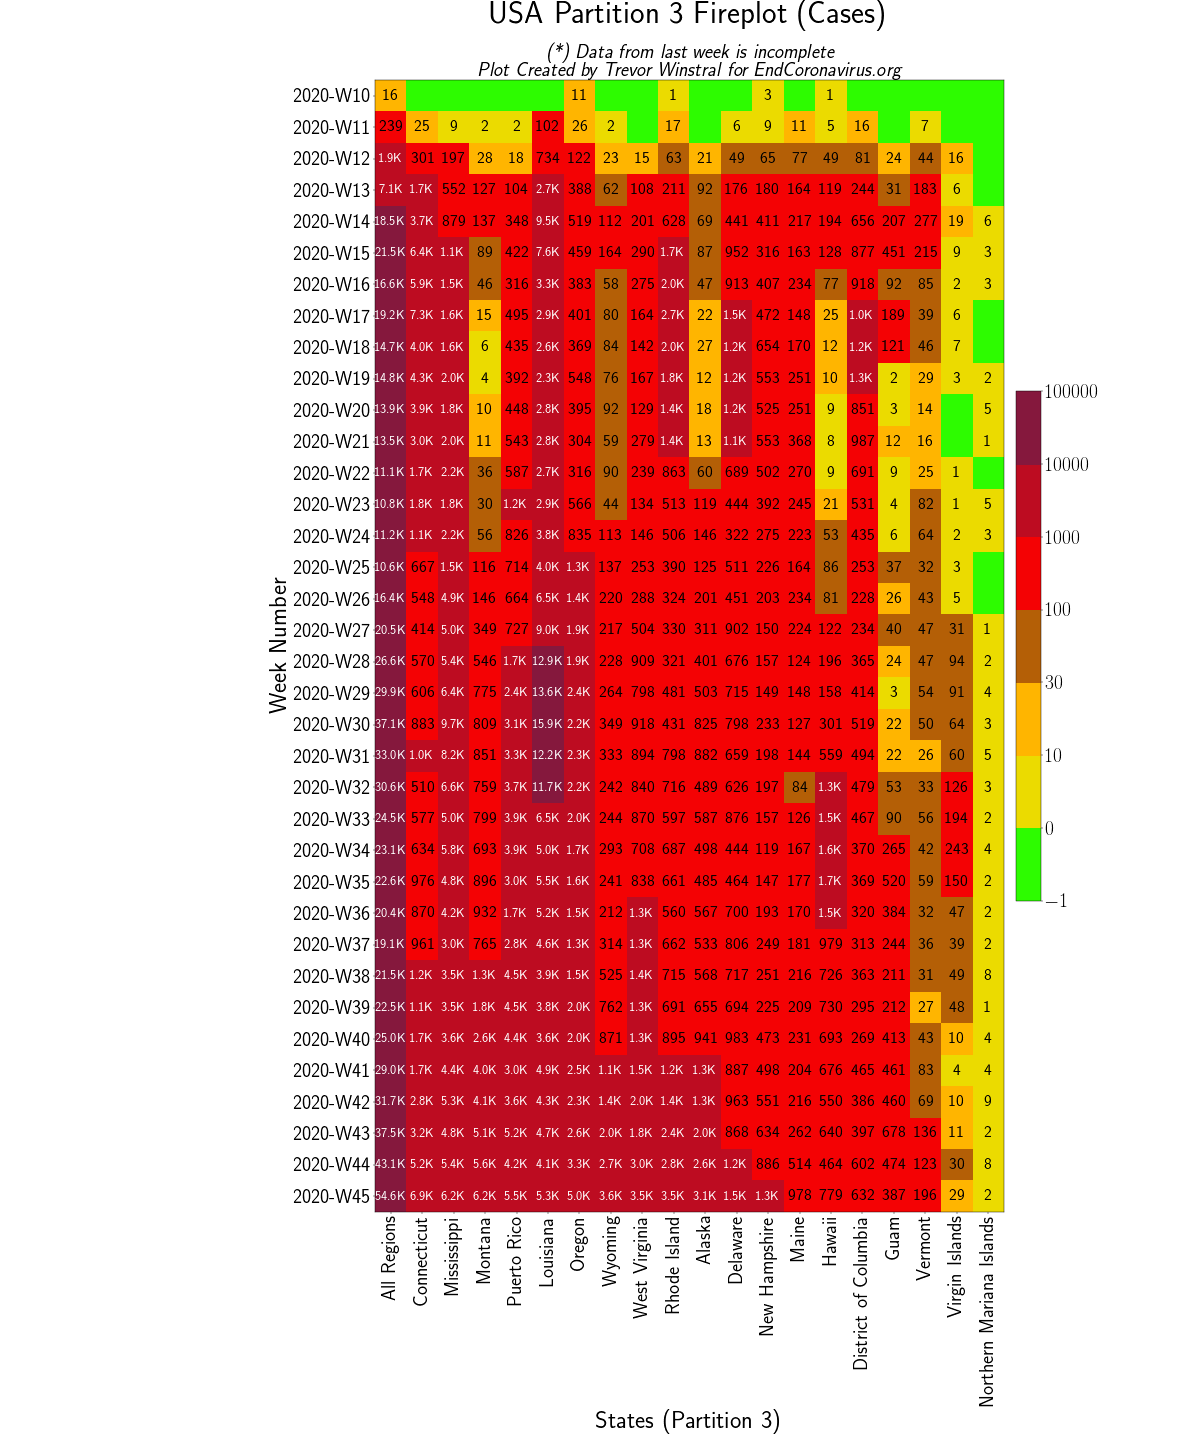 USA Partition 3 Fireplot (Cases)
(*) Data from last week is incomplete
Plot Created by Trevor Winstral for EndCoronavirus.org
2020-W10 16 11 1 3 1
2020-W11 239 25 9 2 2 102 26 2 17 6 9 11 5 16 7
2020-W12 1.9K 301 197 28 18 734 122 23 15 63 21 49 65 77 49 81 24 44 16
2020-W13 7.1K 1.7K 552 127 104 2.7K 388 62 108 211 92 176 180 164 119 244 31 183 6
2020-W14 18.5K 3.7K 879 137 348 9.5K 519 112 201 628 69 441 411 217 194 656 207 277 19 6
2020-W15 21.5K 6.4K 1.1K 89 422 7.6K 459 164 290 1.7K 87 952 316 163 128 877 451 215 9 3
2020-W16 16.6K 5.9K 1.5K 46 316 3.3K 383 58 275 2.0K 47 913 407 234 77 918 92 85 2 3
2020-W17 19.2K 7.3K 1.6K 15 495 2.9K 401 80 164 2.7K 22 1.5K 472 148 25 1.0K 189 39 6
2020-W18 14.7K 4.0K 1.6K 6 435 2.6K 369 84 142 2.0K 27 1.2K 654 170 12 1.2K 121 46 7
2020-W19 14.8K 4.3K 2.0K 4 392 2.3K 548 76 167 1.8K 12 1.2K 553 251 10 1.3K 2 29 3 2
2020-W20 13.9K 3.9K 1.8K 10 448 2.8K 395 92 129 1.4K 18 1.2K 525 251 9 851 3 14 5
2020-W21 13.5K 3.0K 2.0K 11 543 2.8K 304 59 279 1.4K 13 1.1K 553 368 8 987 12 16 1
2020-W22 11.1K 1.7K 2.2K 36 587 2.7K 316 90 239 863 60 689 502 270 9 691 9 25 1
2020-W23 10.8K 1.8K 1.8K 30 1.2K 2.9K 566 44 134 513 119 444 392 245 21 531 4 82 1 5
2020-W24 11.2K 1.1K 2.2K 56 826 3.8K 835 113 146 506 146 322 275 223 53 435 6 64 2 3
2020-W25 10.6K 667 1.5K 116 714 4.0K 1.3K 137 253 390 125 511 226 164 86 253 37 32 3
2020-W26 16.4K 548 4.9K 146 664 6.5K 1.4K 220 288 324 201 451 203 234 81 228 26 43 5
2020-W27 20.5K 414 5.0K 349 727 9.0K 1.9K 217 504 330 311 902 150 224 122 234 40 47 31 1
2020-W28 26.6K 570 5.4K 546 1.7K 12.9K 1.9K 228 909 321 401 676 157 124 196 365 24 47 94 2
2020-W29 29.9K 606 6.4K 775 2.4K 13.6K 2.4K 264 798 481 503 715 149 148 158 414 3 54 91 4
2020-W30 37.1K 883 9.7K 809 3.1K 15.9K 2.2K 349 918 431 825 798 233 127 301 519 22 50 64 3
2020-W31 33.0K 1.0K 8.2K 851 3.3K 12.2K 2.3K 333 894 798 882 659 198 144 559 494 22 26 60 5
2020-W32 30.6K 510 6.6K 759 3.7K 11.7K 2.2K 242 840 716 489 626 197 84 1.3K 479 53 33 126 3
2020-W33 24.5K 577 5.0K 799 3.9K 6.5K 2.0K 244 870 597 587 876 157 126 1.5K 467 90 56 194 2
2020-W34 23.1K 634 5.8K 693 3.9K 5.0K 1.7K 293 708 687 498 444 119 167 1.6K 370 265 42 243 4
2020-W35 22.6K 976 4.8K 896 3.0K 5.5K 1.6K 241 838 661 485 464 147 177 1.7K 369 520 59 150 2
2020-W36 20.4K 870 4.2K 932 1.7K 5.2K 1.5K 212 1.3K 560 567 700 193 170 1.5K 320 384 32 47 2
2020-W37 19.1K 961 3.0K 765 2.8K 4.6K 1.3K 314 1.3K 662 533 806 249 181 979 313 244 36 39 2
2020-W38 21.5K 1.2K 3.5K 1.3K 4.5K 3.9K 1.5K 525 1.4K 715 568 717 251 216 726 363 211 31 49 8
2020-W39 22.5K 1.1K 3.5K 1.8K 4.5K 3.8K 2.0K 762 1.3K 691 655 694 225 209 730 295 212 27 48 1
2020-W40 25.0K 1.7K 3.6K 2.6K 4.4K 3.6K 2.0K 871 1.3K 895 941 983 473 231 693 269 413 43 10 4
2020-W41 29.0K 1.7K 4.4K 4.0K 3.0K 4.9K 2.5K 1.1K 1.5K 1.2K 1.3K 887 498 204 676 465 461 83 4 4
2020-W42 31.7K 2.8K 5.3K 4.1K 3.6K 4.3K 2.3K 1.4K 2.0K 1.4K 1.3K 963 551 216 550 386 460 69 10 9
2020-W43 37.5K 3.2K 4.8K 5.1K 5.2K 4.7K 2.6K 2.0K 1.8K 2.4K 2.0K 868 634 262 640 397 678 136 11 2
2020-W44 43.1K 5.2K 5.4K 5.6K 4.2K 4.1K 3.3K 2.7K 3.0K 2.8K 2.6K 1.2K 886 514 464 602 474 123 30 8
2020-W45 54.6K 6.9K 6.2K 6.2K 5.5K 5.3K 5.0K 3.6K 3.5K 3.5K 3.1K 1.5K 1.3K 978 779 632 387 196 29 2
Week Number
All Regions
Connecticut
Mississippi
Montana
Puerto Rico
Louisiana
Oregon
Wyoming
West Virginia
Rhode Island
Alaska
Delaware
New Hampshire
Maine
Hawaii
District of Columbia
Guam
Vermont
Virgin Islands
Northern Mariana Islands
States (Partition 3)
100000
10000
1000
100
30
10
0
−1